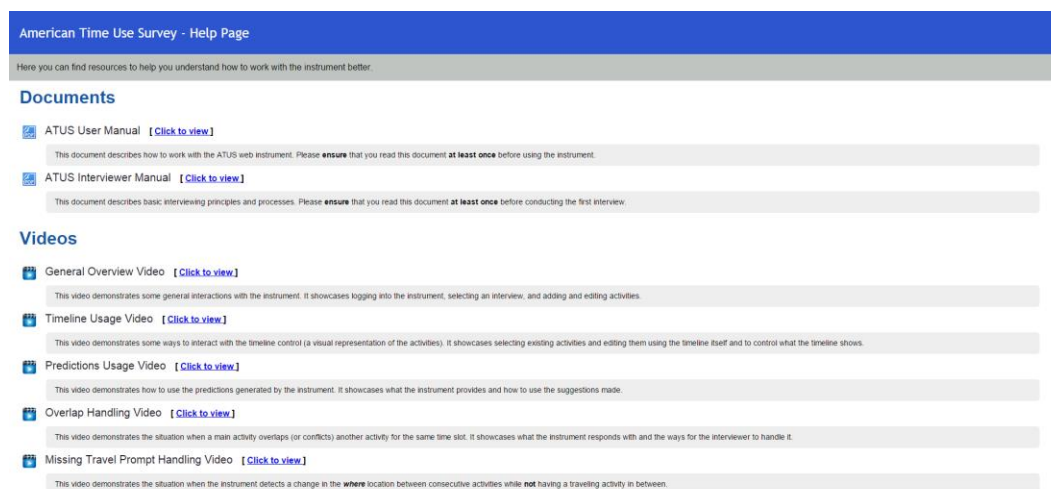 American Time Use Survey - Help Page
Here you can find resources to help you understand how to work with the instrument better.
Documents
ATUS User Manual [ Click to view ]
This document describes how to work with the ATUS web instrument. Please ensure that you read this document at least once before using the instrument.
ATUS Interviewer Manual [ Click to view ]
This document describes basic interviewing principles and processes. Please ensure that you read this document at least once before conducting the first interview.
Videos
General Overview Video [ Click to view ]
This video demonstrates some general interactions with the instrument. It showcases logging into the instrument, selecting an interview, and adding and editing activities.
Timeline Usage Video [ Click to view ]
This video demonstrates some ways to interact with the timeline control (a visual representation of the activities). It showcases selecting existing activities and editing them using the timeline itself and to control what the timeline shows.
Predictions Usage Video [ Click to view ]
This video demonstrates how to use the predictions generated by the instrument. It showcases what the instrument provides and how to use the suggestions made.
Overlap Handling Video [ Click to view ]
This video demonstrates the situation when a main activity overlaps (or conflicts) another activity for the same time slot. It showcases what the instrument responds with and the ways for the interviewer to handle it.
Missing Travel Prompt Handling Video [ Click to view ]
This video demonstrates the situation when the instrument detects a change in the where location between consecutive activities while not having a traveling activity in between.